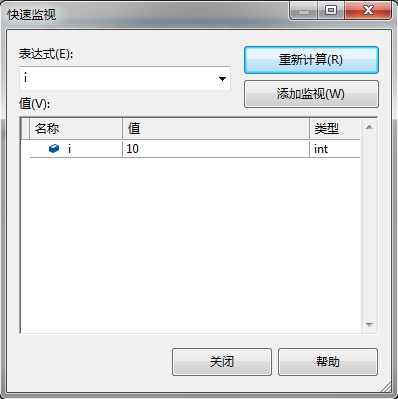 快速监视
表达式(E):
i
重新计算(R)
添加监视(W)
值(V):
名称 值 类型
i 10 int
关闭 帮助